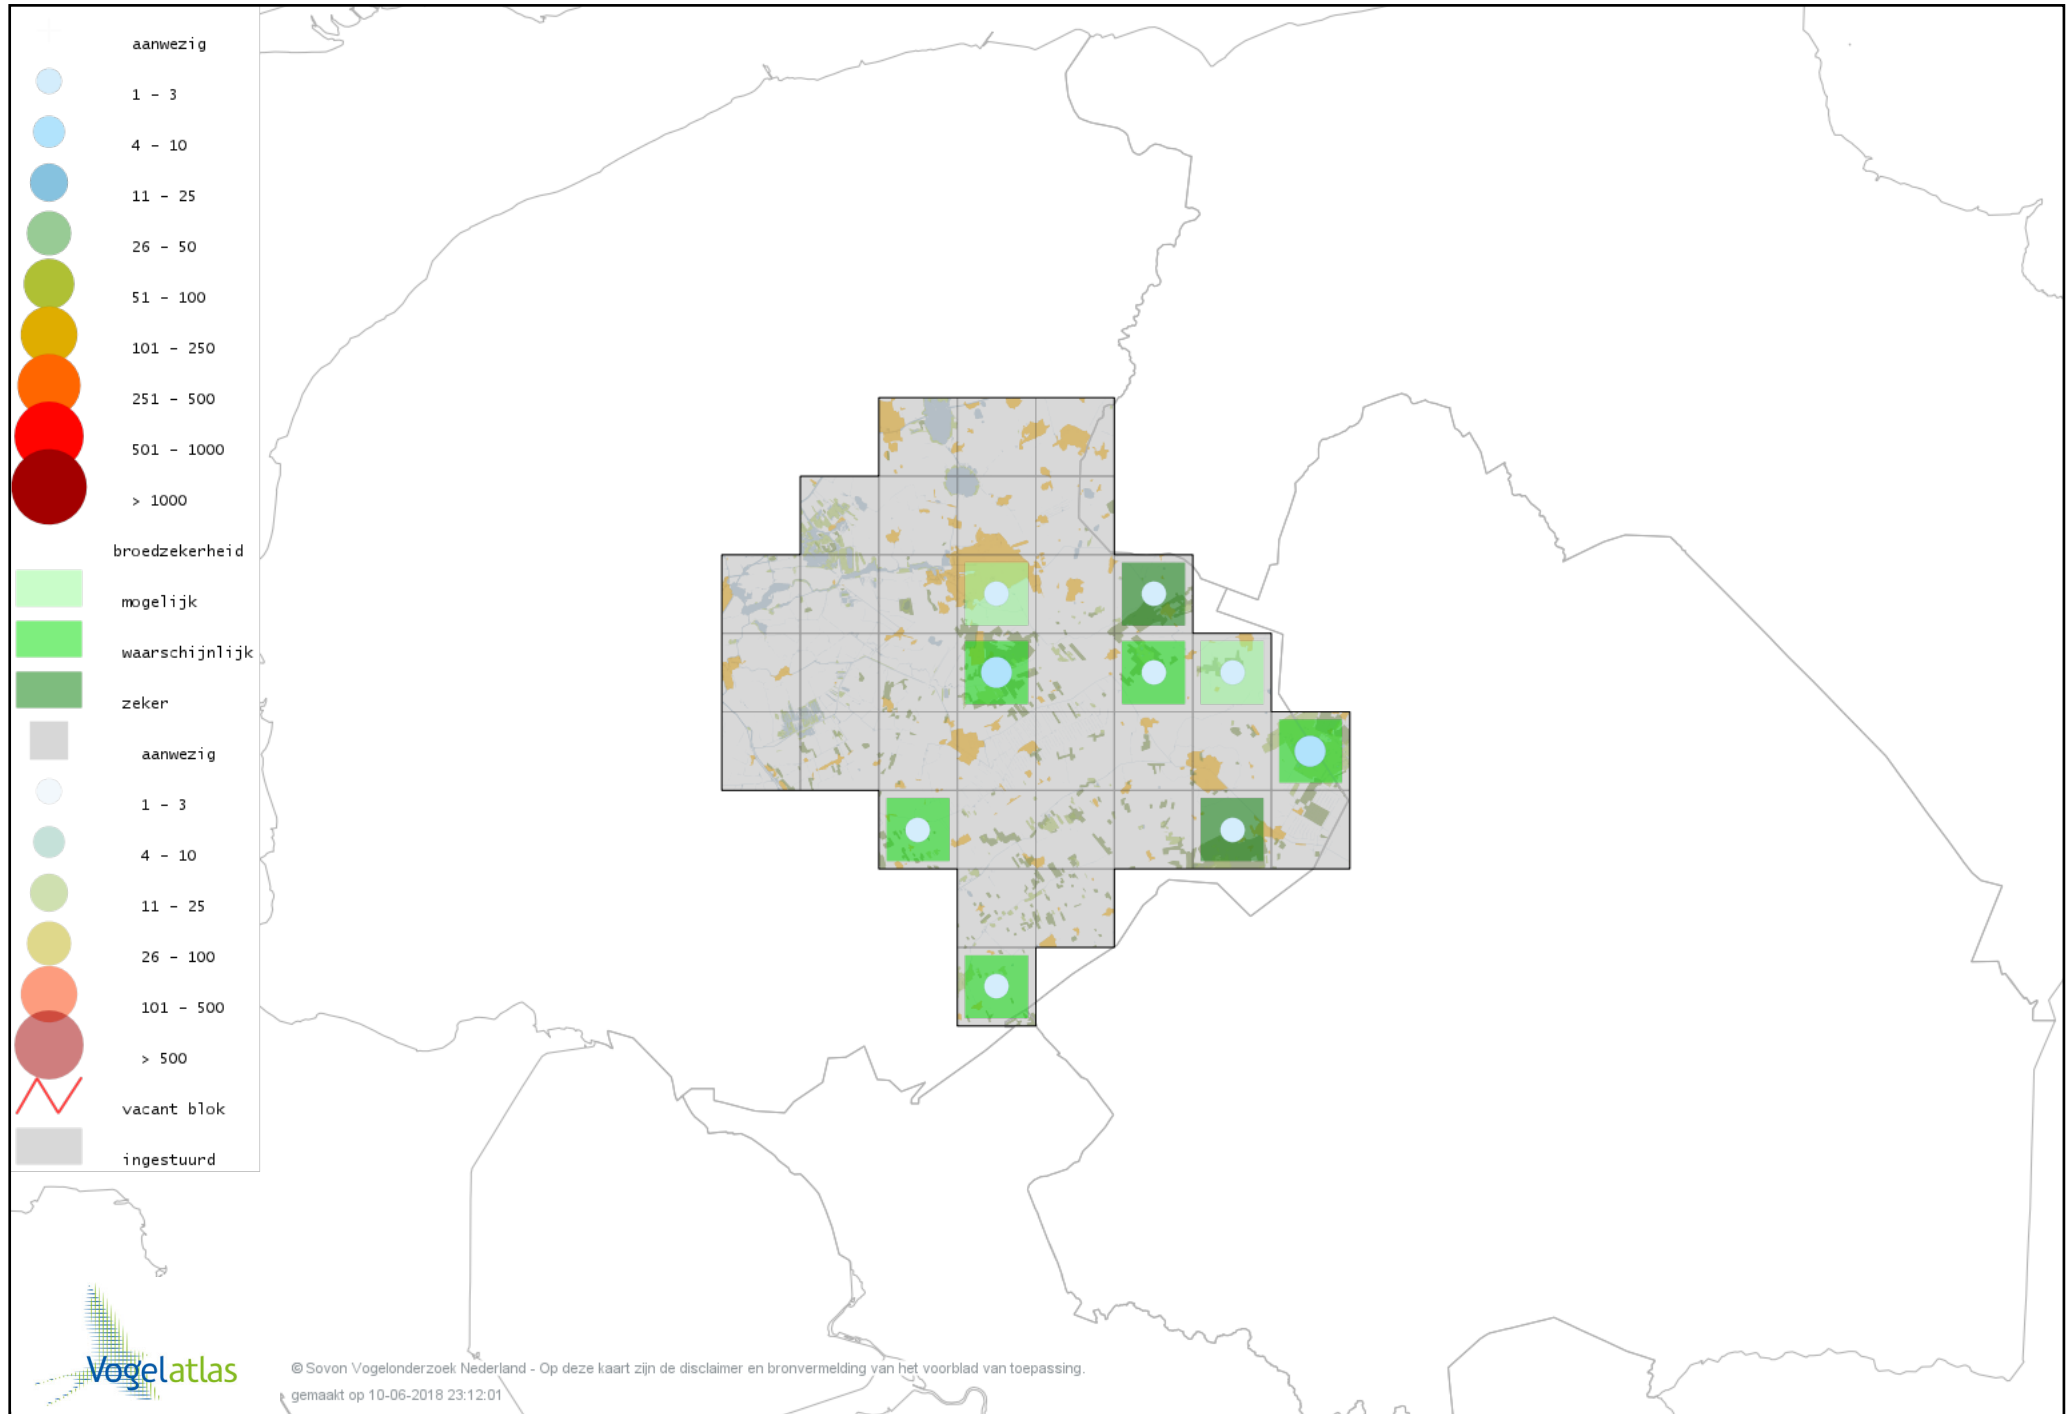 aanwezig
1 - 3
4 - 10
11 - 25
26 - 50
51 - 100
101 - 250
251 - 500
501 - 1000
> 1000
broedzekerheid
mogelijk
waarschijnlijk
zeker
aanwezig
1 - 3
4 - 10
11 - 25
26 - 100
101 - 500
> 500
vacant blok
ingestuurd
Vogelatlas
© Sovon Vogelonderzoek Nederland - Op deze kaart zijn de disclaimer en bronvermelding van het voorblad van toepassing.
gemaakt op 10-06-2018 23:12:01